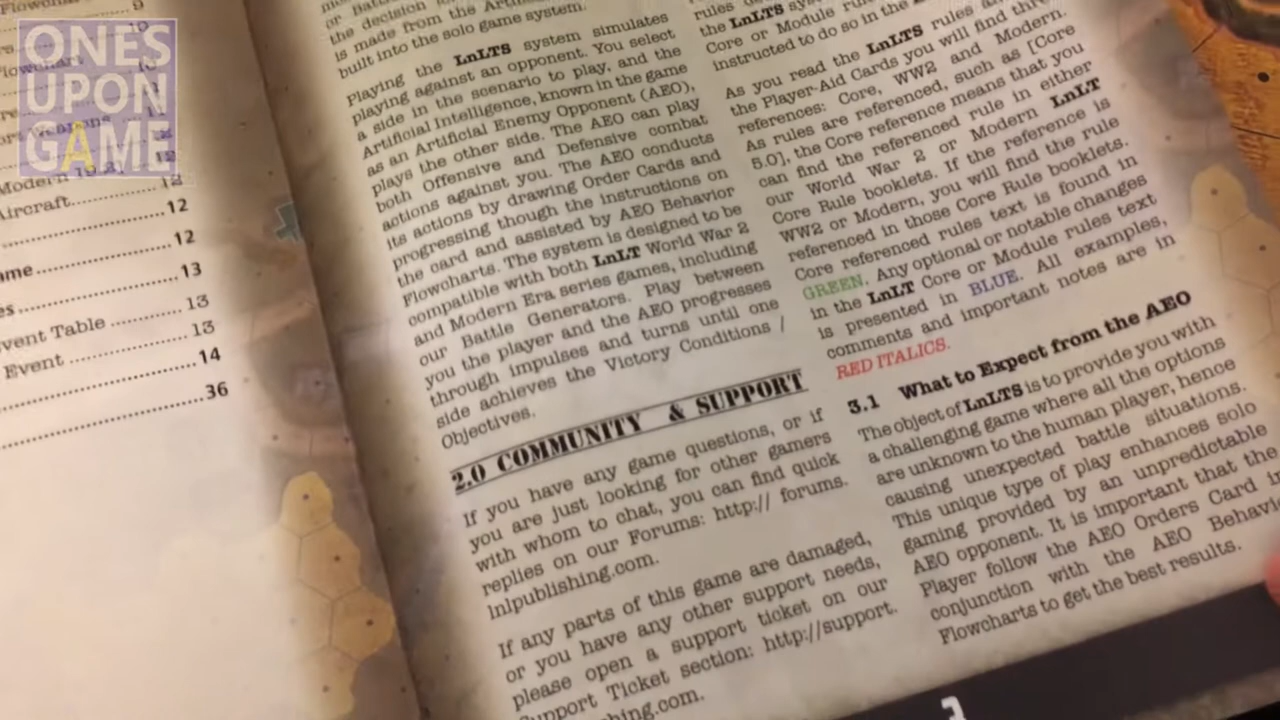 ONES
UPON
GAME
9
10
Flowchart
12
Modern
12
Aircraft............... 12
12
13
Event Table .......... 13
Event .................. 13
14
36
the decision
is made from the
built into the solo game system.
Playing the LnLTS system simulates
playing against an opponent. You select
a side in the scenario to play, and the
Artificial Intelligence, known in the game
as an Artificial Enemy Opponent (AEO),
plays the other side. The AEO can play
both Offensive and Defensive combat
actions against you. The AEO conducts
its actions by drawing Order Cards and
progressing though the instructions on
the card and assisted by AEO Behavior
Flowcharts. The system is designed to be
compatible with both LnLT World War 2
and Modern Era series games, including
our Battle Generators. Play between
you the player and the AEO progresses
through impulses and turns until one
side achieves the Victory Conditions /
Objectives.
2.0 COMMUNITY & SUPPORT
If you have any game questions, or if
you are just looking for other gamers
with whom to chat, you can find quick
replies on our Forums: http:// forums.
lnlpublishing.com.
If any parts of this game are damaged,
or you have any other support needs,
please open a support ticket on our
Support Ticket section: http://support.
rules
the LnLTS
Core or Module
instructed to do so in the
As you read the LnLTS rules
the Player-Aid Cards you will find
references: Core, WW2 and Modern.
As rules are referenced, such as [Core
5.0], the Core reference means that you
can find the referenced rule in either
our World War 2 or Modern LnLT
Core Rule booklets. If the reference is
WW2 or Modern, you will find the rule
referenced in those Core Rule booklets.
Core referenced rules text is found in
GREEN. Any optional or notable changes
in the LnLT Core or Module rules text
is presented in BLUE. All examples,
comments and important notes are in
RED ITALICS.
3.1 What to Expect from the AEO
The object of LnLTS is to provide you with
a challenging game where all the options
are unknown to the human player, hence
causing unexpected battle situations.
This unique type of play enhances solo
gaming provided by an unpredictable
AEO opponent. It is important that the
Player follow the AEO Orders Card in
conjunction with the AEO
Flowcharts to get the best results.